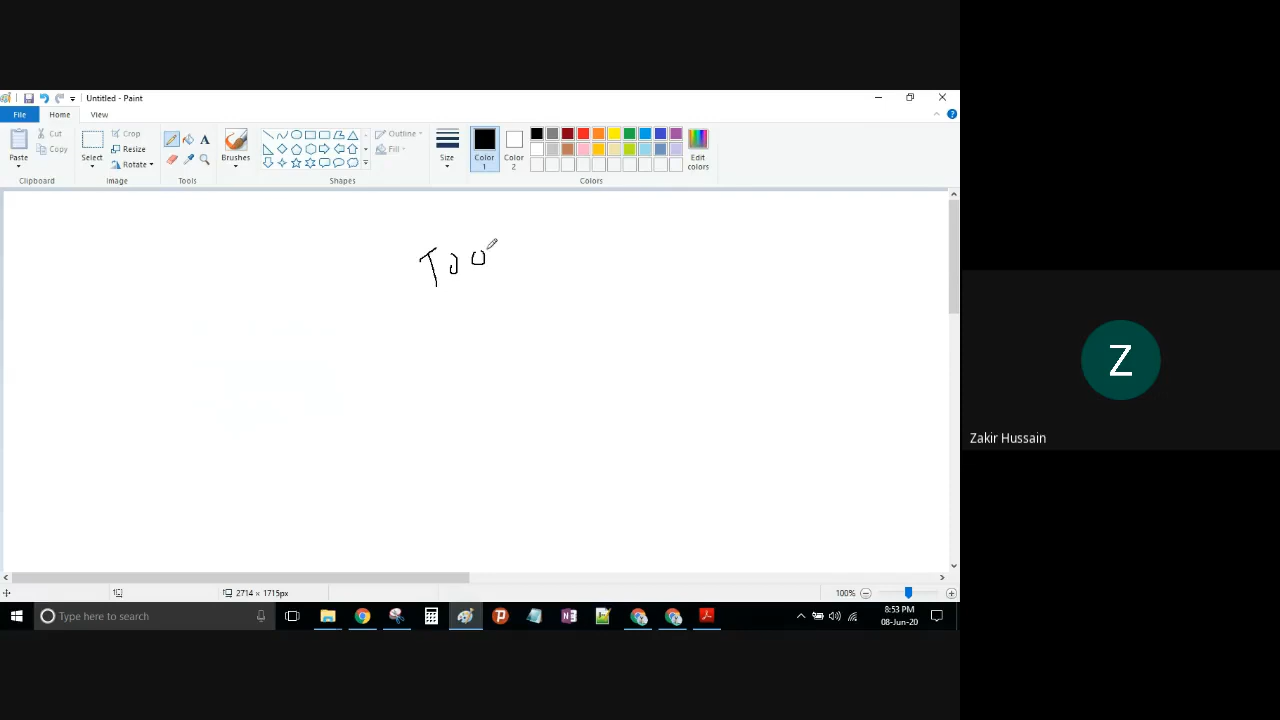 Untitled - Paint
File Home View
Cut
Crop
Copy
Resize
Paste
Select
Rotate
Brushes
Outline
Fill
Size
Color 1
Color 2
Edit colors
Clipboard
Image
Tools
Shapes
Colors
Too
Z
Zakir Hussain
2714 × 1715px
100%
Type here to search
8:53 PM
08-Jun-20